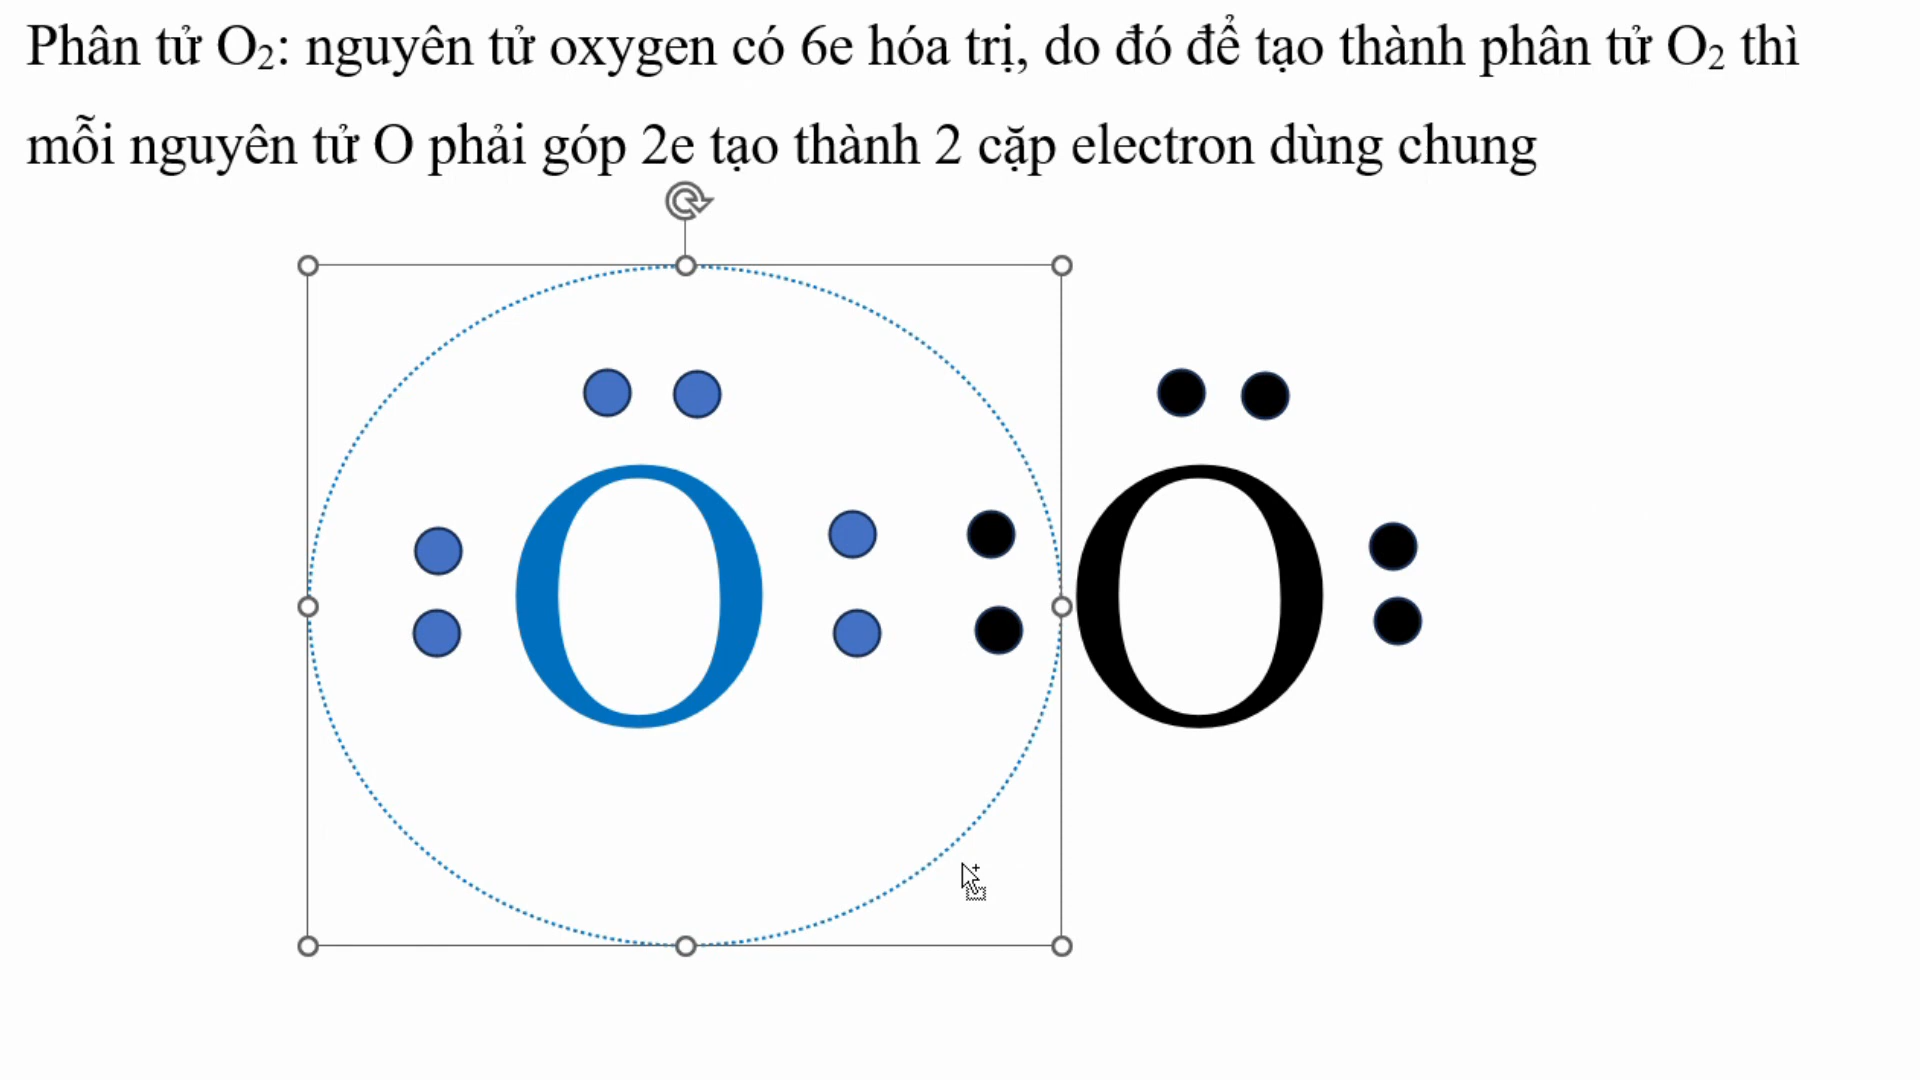 Phân tử O₂: nguyên tử oxygen có 6e hóa trị, do đó để tạo thành phân tử O₂ thì
mỗi nguyên tử O phải góp 2e tạo thành 2 cặp electron dùng chung
O O